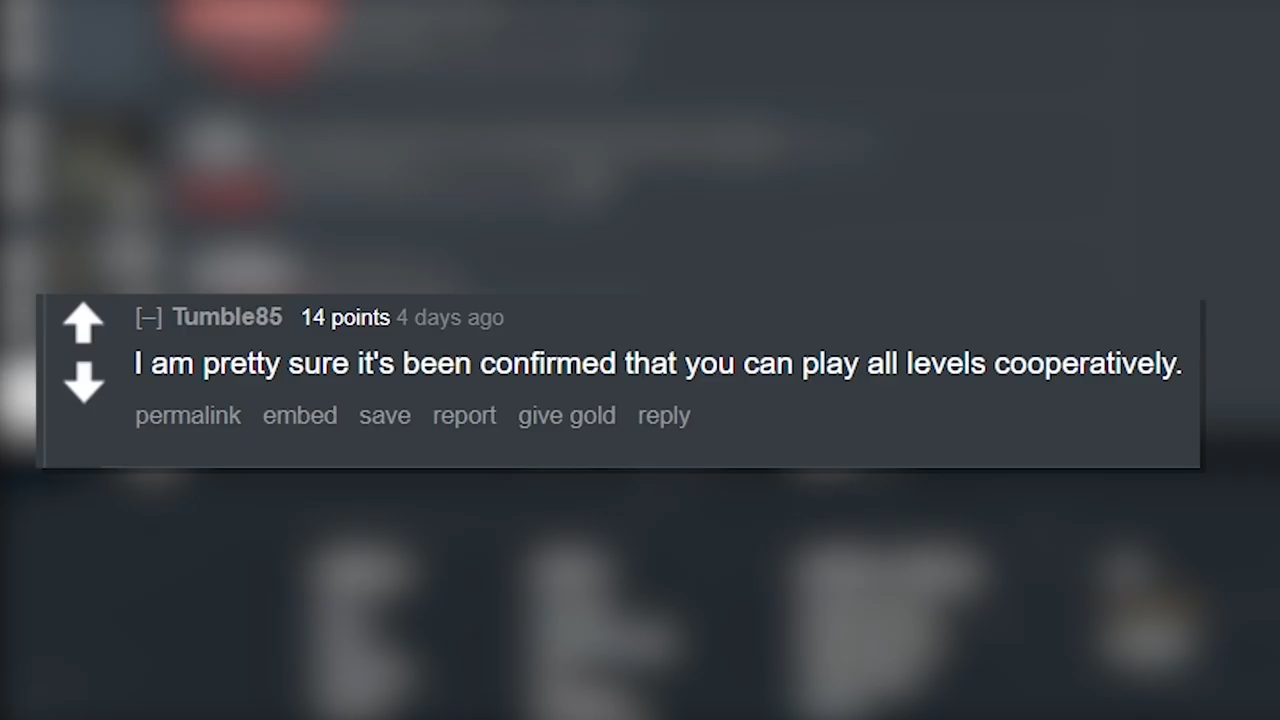 [–] Tumble85 14 points 4 days ago
I am pretty sure it's been confirmed that you can play all levels cooperatively.
permalink embed save report give gold reply